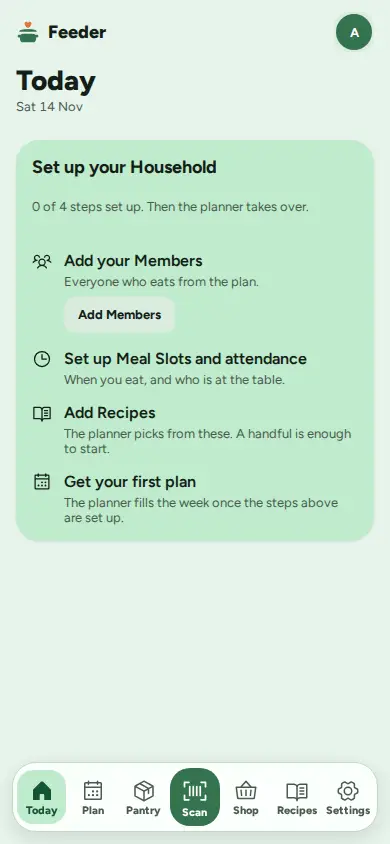 Feeder
A
Today
Sat 14 Nov
Set up your Household
0 of 4 steps set up. Then the planner takes over.
Add your Members
Everyone who eats from the plan.
Add Members
Set up Meal Slots and attendance
When you eat, and who is at the table.
Add Recipes
The planner picks from these. A handful is enough
to start.
Get your first plan
The planner fills the week once the steps above
are set up.
Today
Plan
Pantry
Scan
Shop
Recipes
Settings